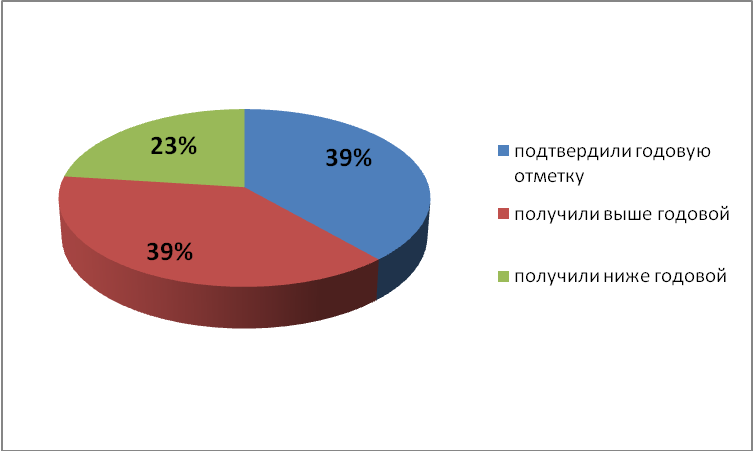 23%
39%
39%
подтвердили годовую
отметку
получили выше годовой
получили ниже годовой